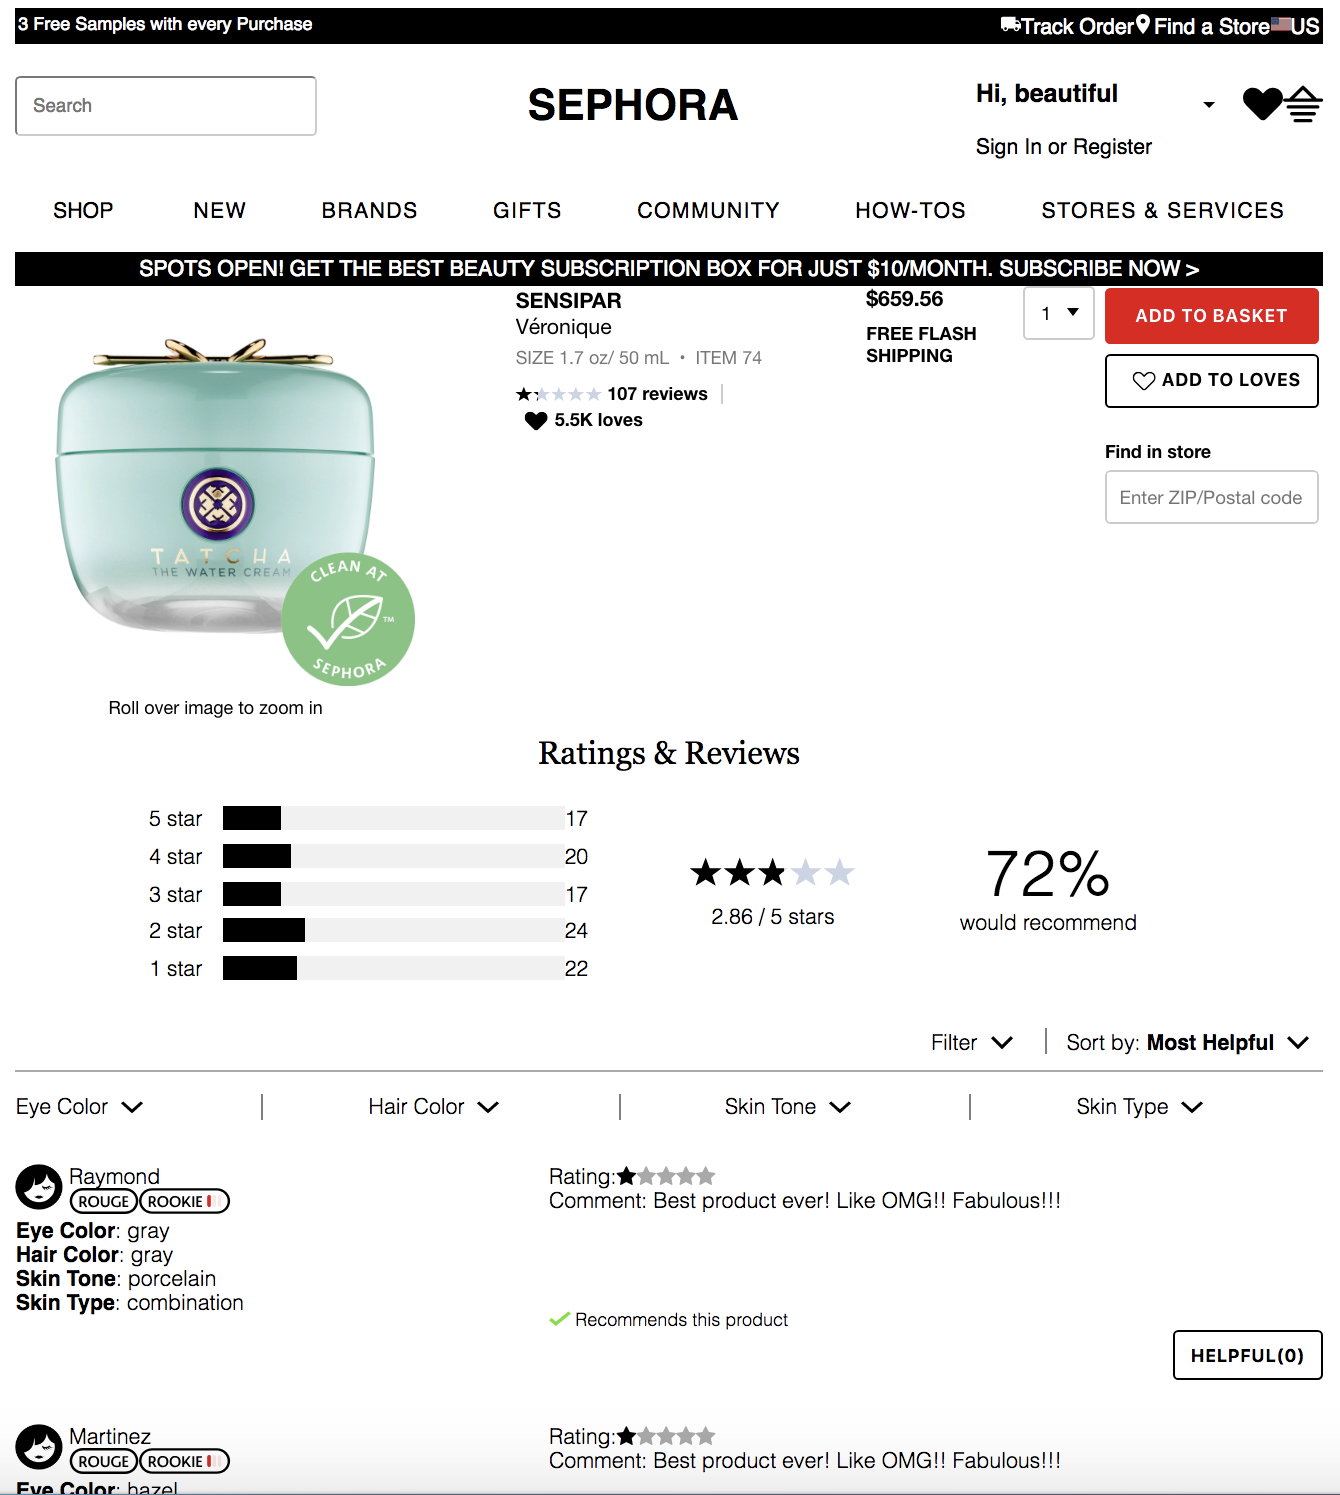 3 Free Samples with every Purchase
Track Order Find a Store US
Search
SEPHORA
Hi, beautiful
Sign In or Register
SHOP NEW BRANDS GIFTS COMMUNITY HOW-TOS STORES & SERVICES
SPOTS OPEN! GET THE BEST BEAUTY SUBSCRIPTION BOX FOR JUST $10/MONTH. SUBSCRIBE NOW >
TATCHA
THE WATER CREAM
CLEAN AT
SEPHORA
TM
Roll over image to zoom in
SENSIPAR
Véronique
SIZE 1.7 oz/ 50 mL • ITEM 74
107 reviews
5.5K loves
$659.56
FREE FLASH
SHIPPING
1
ADD TO BASKET
ADD TO LOVES
Find in store
Enter ZIP/Postal code
Ratings & Reviews
5 star 17
4 star 20
3 star 17
2 star 24
1 star 22
2.86 / 5 stars
72%
would recommend
Filter Sort by: Most Helpful
Eye Color Hair Color Skin Tone Skin Type
Raymond
ROUGE ROOKIE
Eye Color: gray
Hair Color: gray
Skin Tone: porcelain
Skin Type: combination
Rating:
Comment: Best product ever! Like OMG!! Fabulous!!!
Recommends this product
HELPFUL(0)
Martinez
ROUGE ROOKIE
Eye Color: hazel
Rating:
Comment: Best product ever! Like OMG!! Fabulous!!!